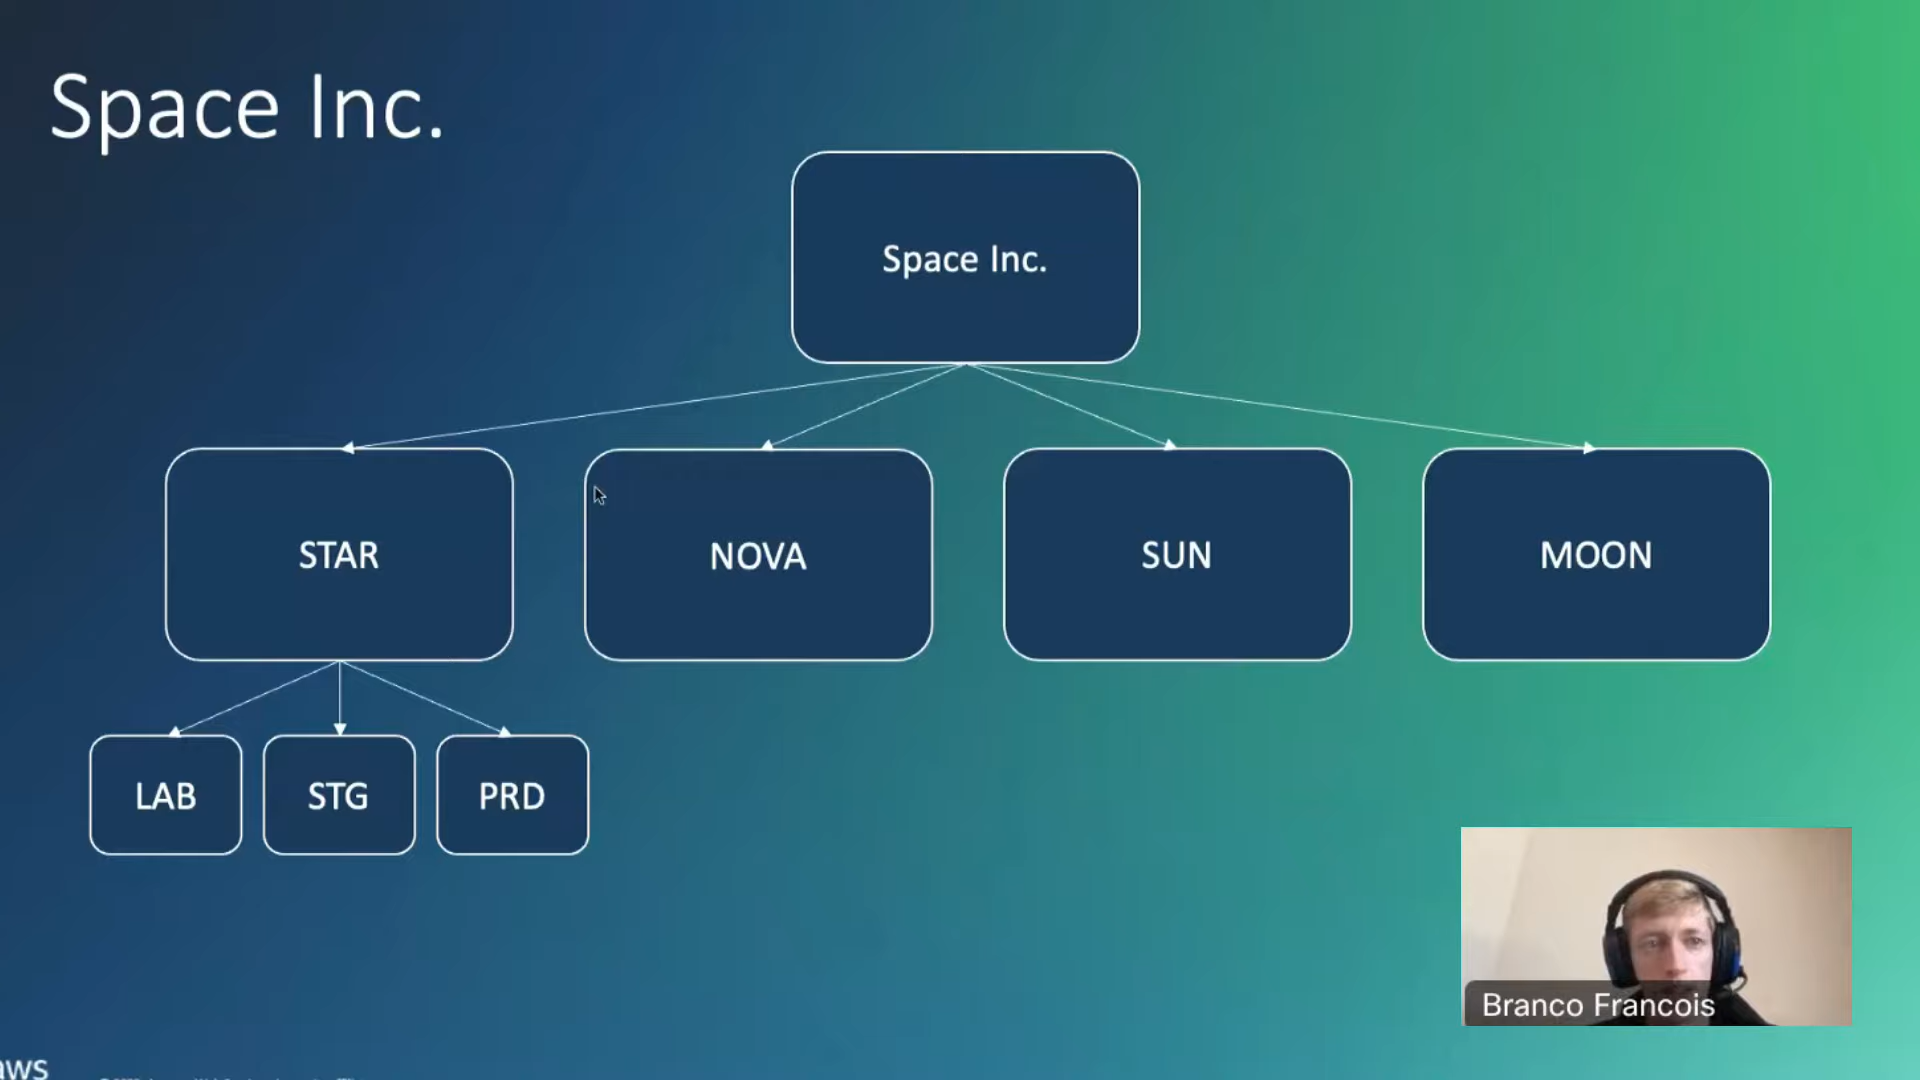 Space Inc.
Space Inc.
STAR
NOVA
SUN
MOON
LAB
STG
PRD
Branco Francois
aws